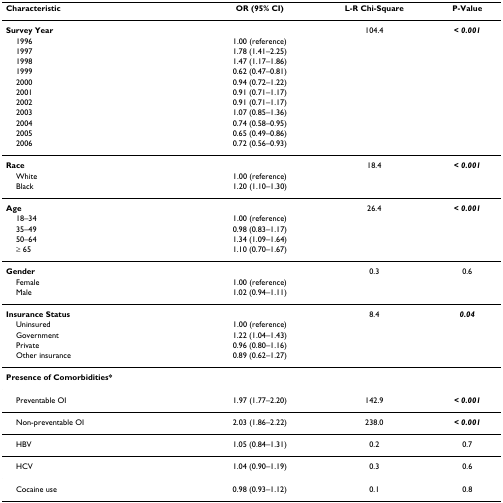 Characteristic OR (95% CI) L-R Chi-Square P-Value
Survey Year 104.4 < 0.001
1996 1.00 (reference)
1997 1.78 (1.41–2.25)
1998 1.47 (1.17–1.86)
1999 0.62 (0.47–0.81)
2000 0.94 (0.72–1.22)
2001 0.91 (0.71–1.17)
2002 0.91 (0.71–1.17)
2003 1.07 (0.85–1.36)
2004 0.74 (0.58–0.95)
2005 0.65 (0.49–0.86)
2006 0.72 (0.56–0.93)
Race 18.4 < 0.001
White 1.00 (reference)
Black 1.20 (1.10–1.30)
Age 26.4 < 0.001
18–34 1.00 (reference)
35–49 0.98 (0.83–1.17)
50–64 1.34 (1.09–1.64)
≥ 65 1.10 (0.70–1.67)
Gender 0.3 0.6
Female 1.00 (reference)
Male 1.02 (0.94–1.11)
Insurance Status 8.4 0.04
Uninsured 1.00 (reference)
Government 1.22 (1.04–1.43)
Private 0.96 (0.80–1.16)
Other insurance 0.89 (0.62–1.27)
Presence of Comorbidities*
Preventable OI 1.97 (1.77–2.20) 142.9 < 0.001
Non-preventable OI 2.03 (1.86–2.22) 238.0 < 0.001
HBV 1.05 (0.84–1.31) 0.2 0.7
HCV 1.04 (0.90–1.19) 0.3 0.6
Cocaine use 0.98 (0.93–1.12) 0.1 0.8